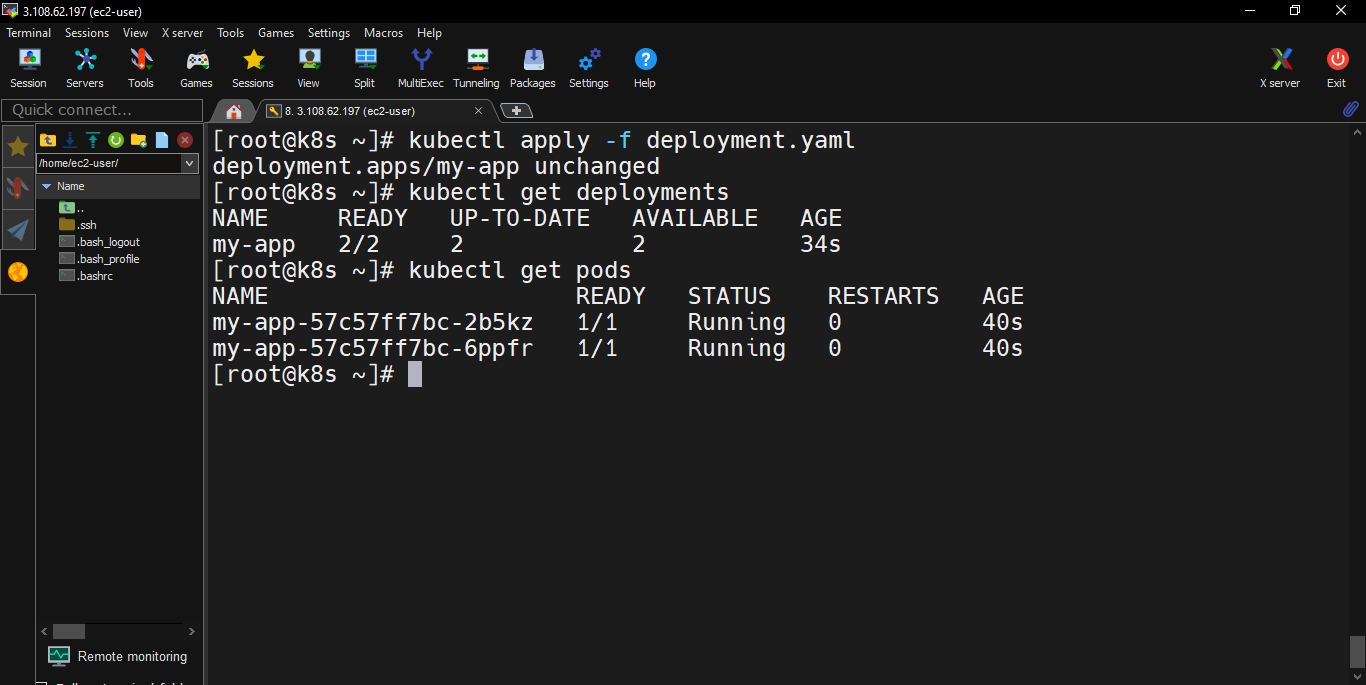 3.108.62.197 (ec2-user)
Terminal Sessions View X server Tools Games Settings Macros Help
Session Servers Tools Games Sessions View Split MultiExec Tunneling Packages Settings Help X server Exit
Quick connect...
8. 3.108.62.197 (ec2-user)
/home/ec2-user/
Name
..
.ssh
.bash_logout
.bash_profile
.bashrc
Remote monitoring
[root@k8s ~]# kubectl apply -f deployment.yaml
deployment.apps/my-app unchanged
[root@k8s ~]# kubectl get deployments
NAME READY UP-TO-DATE AVAILABLE AGE
my-app 2/2 2 2 34s
[root@k8s ~]# kubectl get pods
NAME READY STATUS RESTARTS AGE
my-app-57c57ff7bc-2b5kz 1/1 Running 0 40s
my-app-57c57ff7bc-6ppfr 1/1 Running 0 40s
[root@k8s ~]#